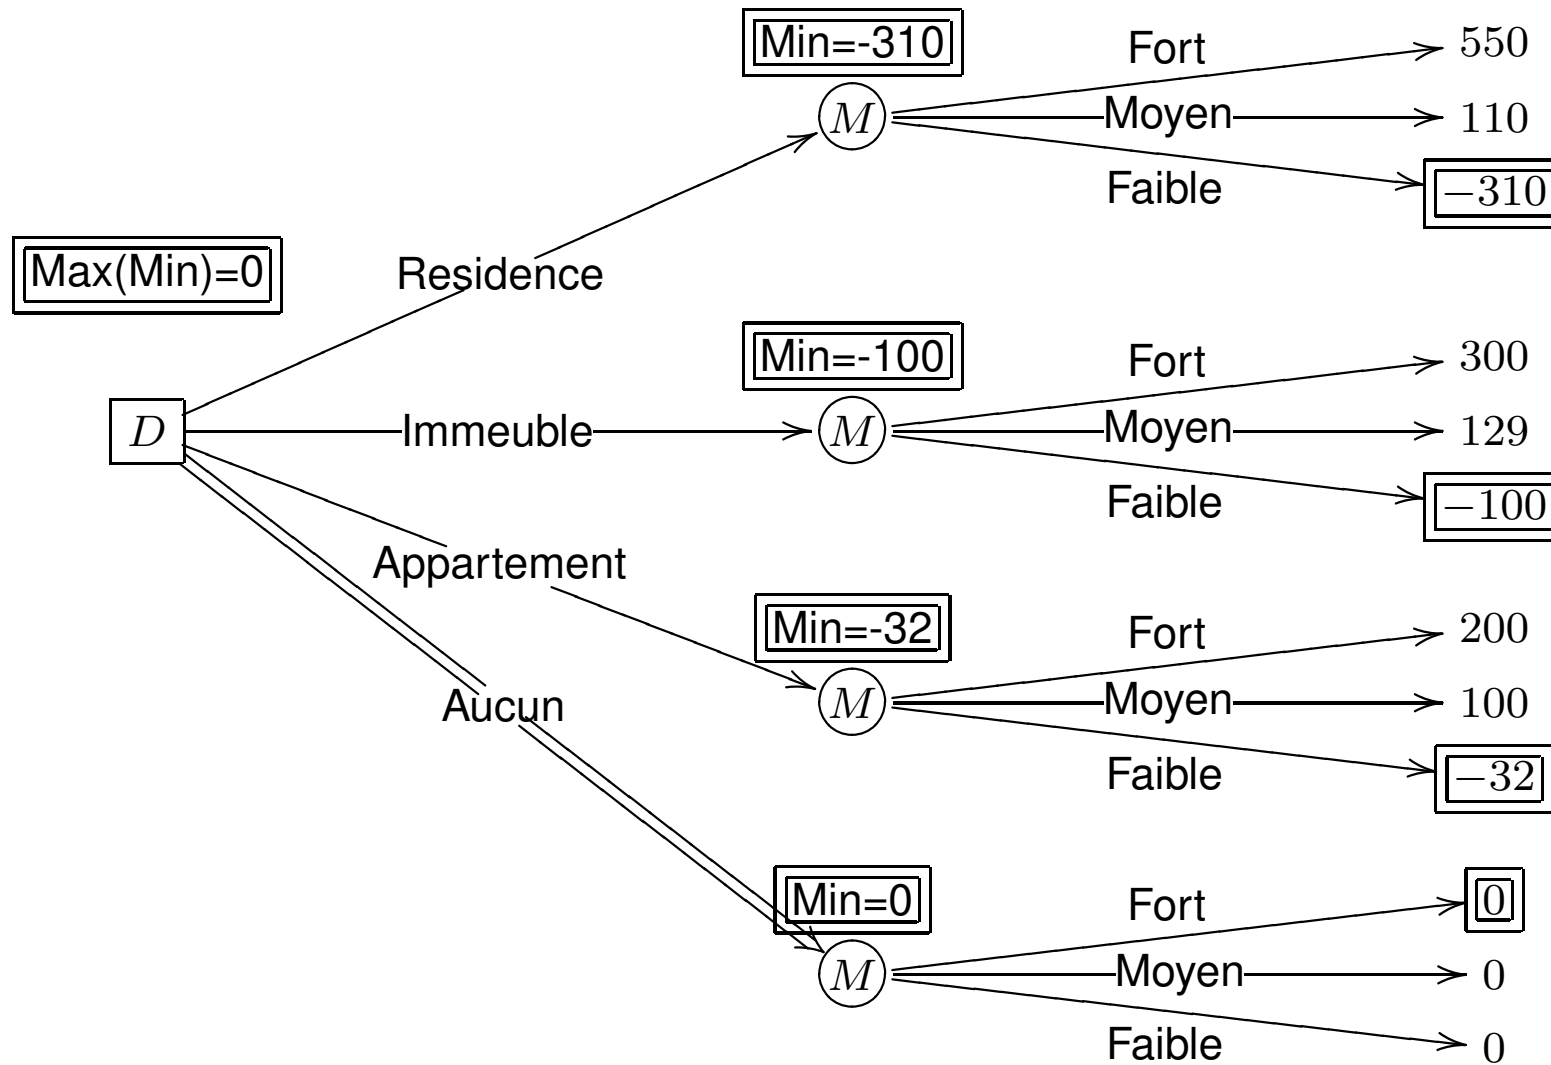 Min=-310
Fort
550
M
Moyen
110
Faible
−310
Max(Min)=0
Residence
Min=-100
Fort
300
D
Immeuble
M
Moyen
129
Faible
−100
Appartement
Min=-32
Fort
200
Aucun
M
Moyen
100
Faible
−32
Min=0
Fort
0
M
Moyen
0
Faible
0